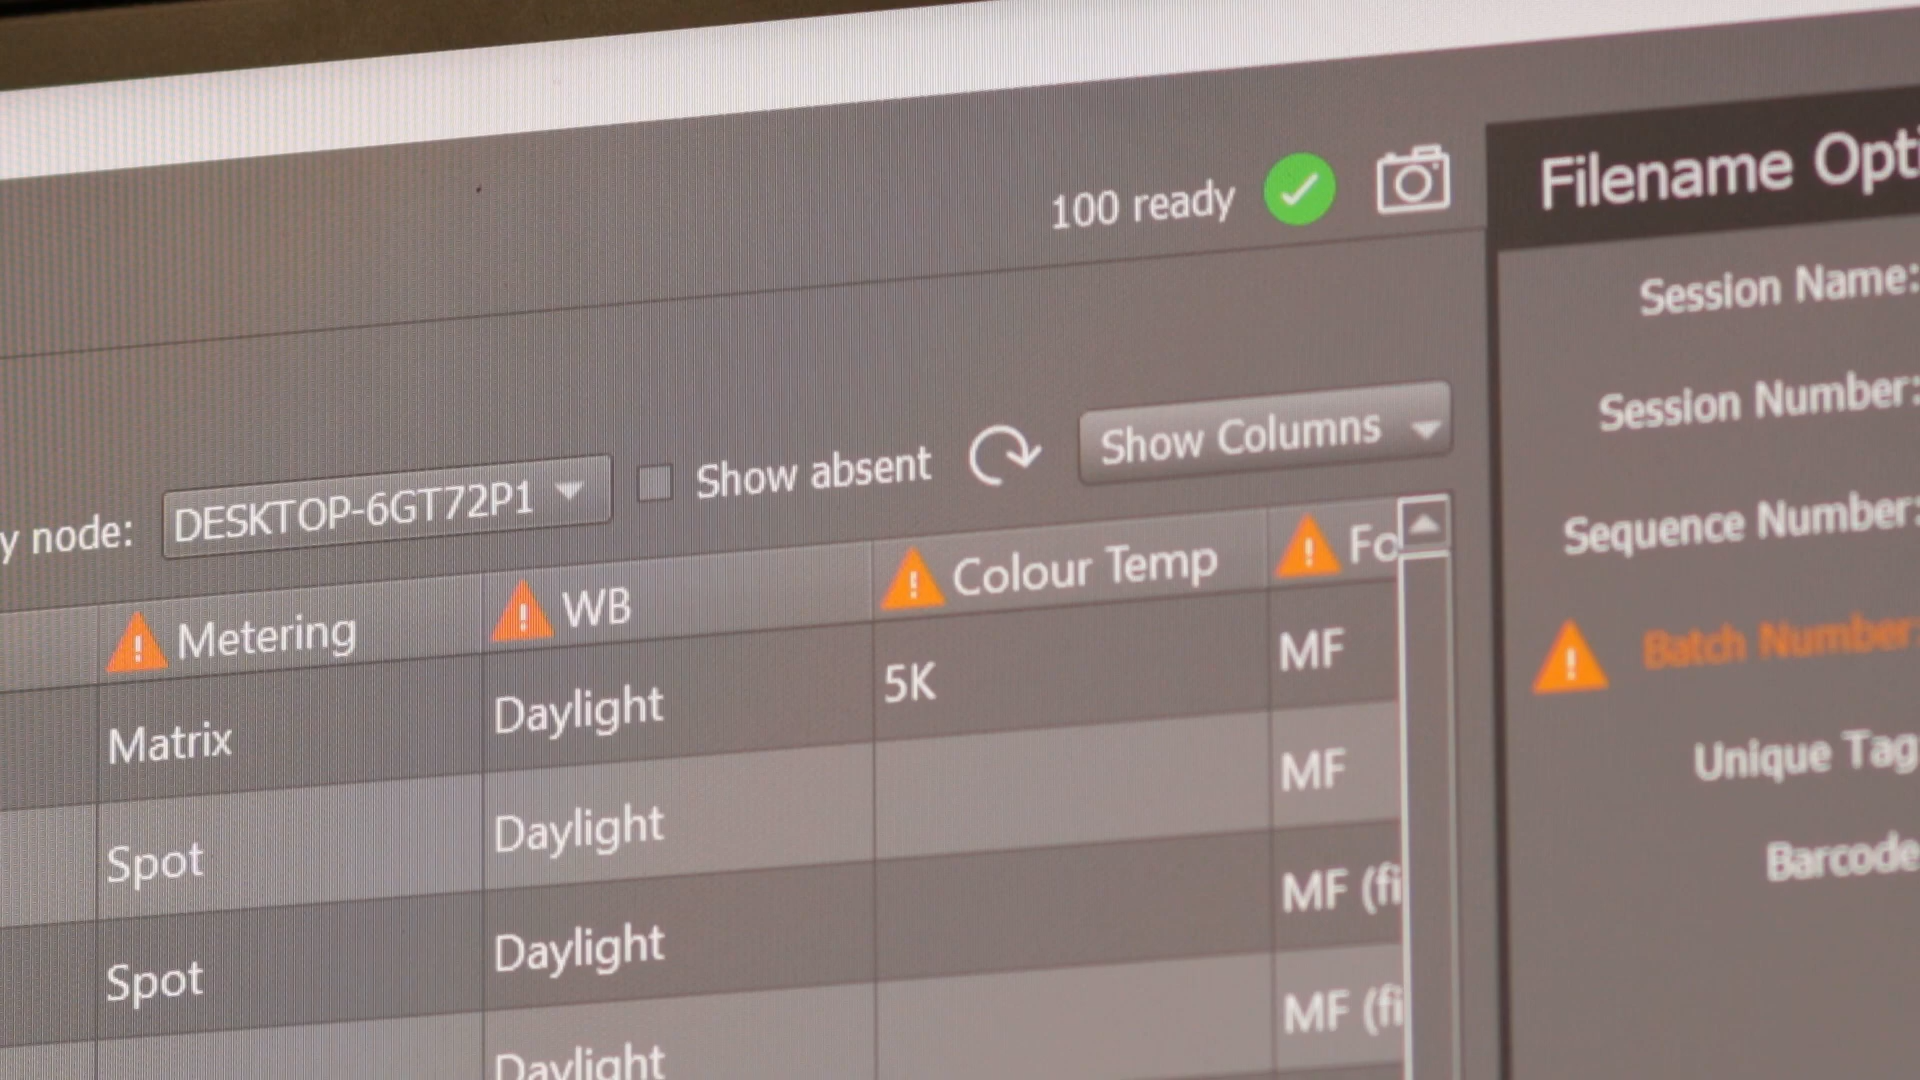 100 ready
Filename Opti
Session Name:
Session Number:
Sequence Number:
Batch Number:
Unique Tag
Barcode
y node: DESKTOP-6GT72P1 Show absent Show Columns
Metering WB Colour Temp Fo
Matrix Daylight 5K MF
Spot Daylight MF
Spot Daylight MF (fi
Daylight MF (fi